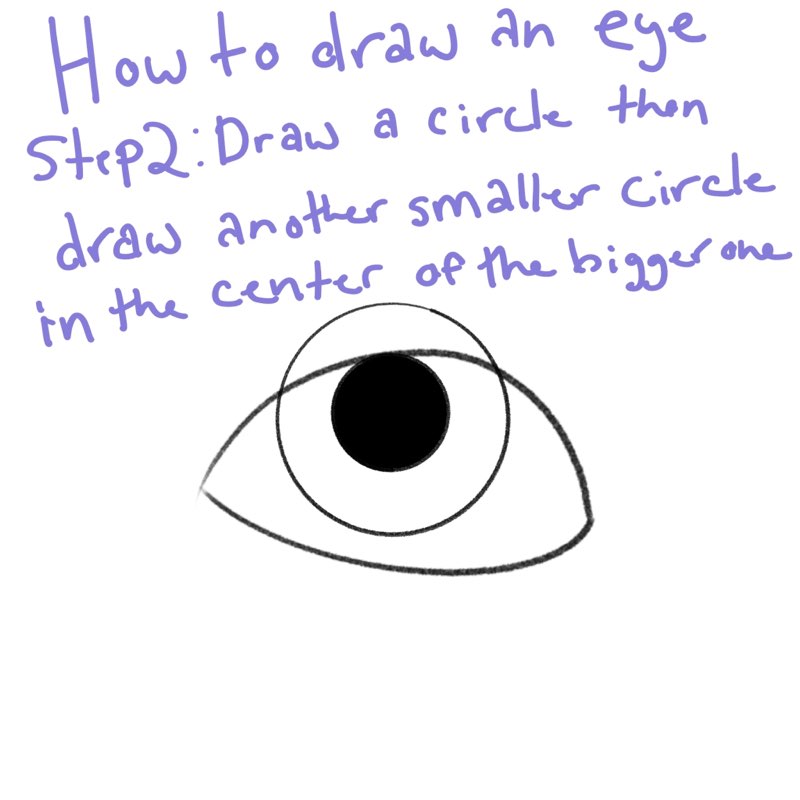 How to draw an eye
Step2: Draw a circle then
draw another smaller circle
in the center of the bigger one